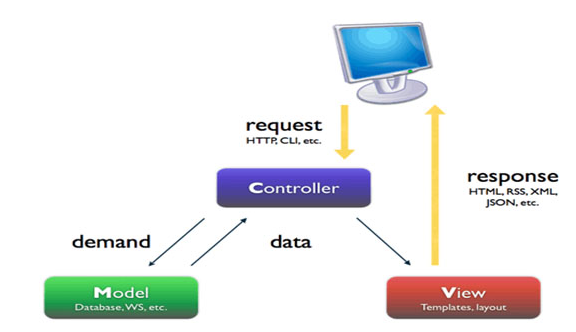 request
HTTP, CLI, etc.
response
HTML, RSS, XML,
JSON, etc.
Controller
demand
data
Model
Database, WS, etc.
View
Templates, layout